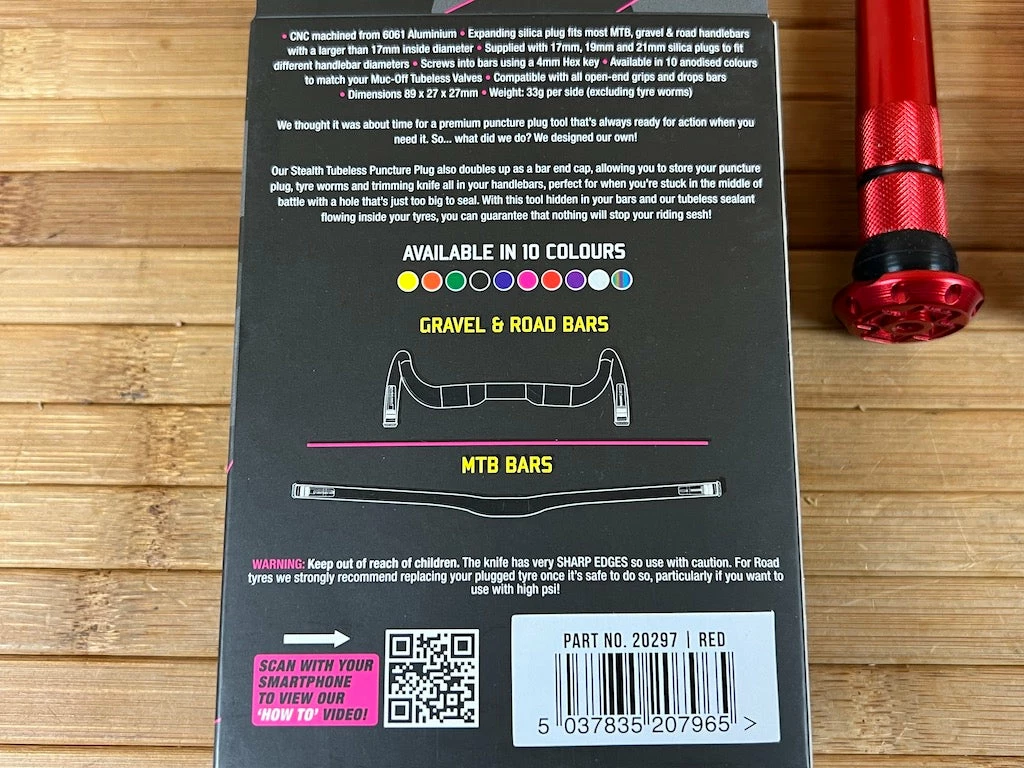 • CNC machined from 6061 Aluminium • Expanding silica plug fits most MTB, gravel & road handlebars
with a larger than 17mm inside diameter • Supplied with 17mm, 19mm and 21mm silica plugs to fit
different handlebar diameters • Screws into bars using a 4mm Hex key • Available in 10 anodised colours
to match your Muc-Off Tubeless Valves • Compatible with all open-end grips and drops bars
• Dimensions 89 x 27 x 27mm • Weight: 33g per side (excluding tyre worms)
We thought it was about time for a premium puncture plug tool that's always ready for action when you
need it. So... what did we do? We designed our own!
Our Stealth Tubeless Puncture Plug also doubles up as a bar end cap, allowing you to store your puncture
plug, tyre worms and trimming knife all in your handlebars, perfect for when you're stuck in the middle of
battle with a hole that's just too big to seal. With this tool hidden in your bars and our tubeless sealant
flowing inside your tyres, you can guarantee that nothing will stop your riding sesh!
AVAILABLE IN 10 COLOURS
GRAVEL & ROAD BARS
MTB BARS
WARNING: Keep out of reach of children. The knife has very SHARP EDGES so use with caution. For Road
tyres we strongly recommend replacing your plugged tyre once it's safe to do so, particularly if you want to
use with high psi!
SCAN WITH YOUR
SMARTPHONE
TO VIEW OUR
'HOW TO' VIDEO!
PART NO. 20297 | RED
5 037835 207965 >